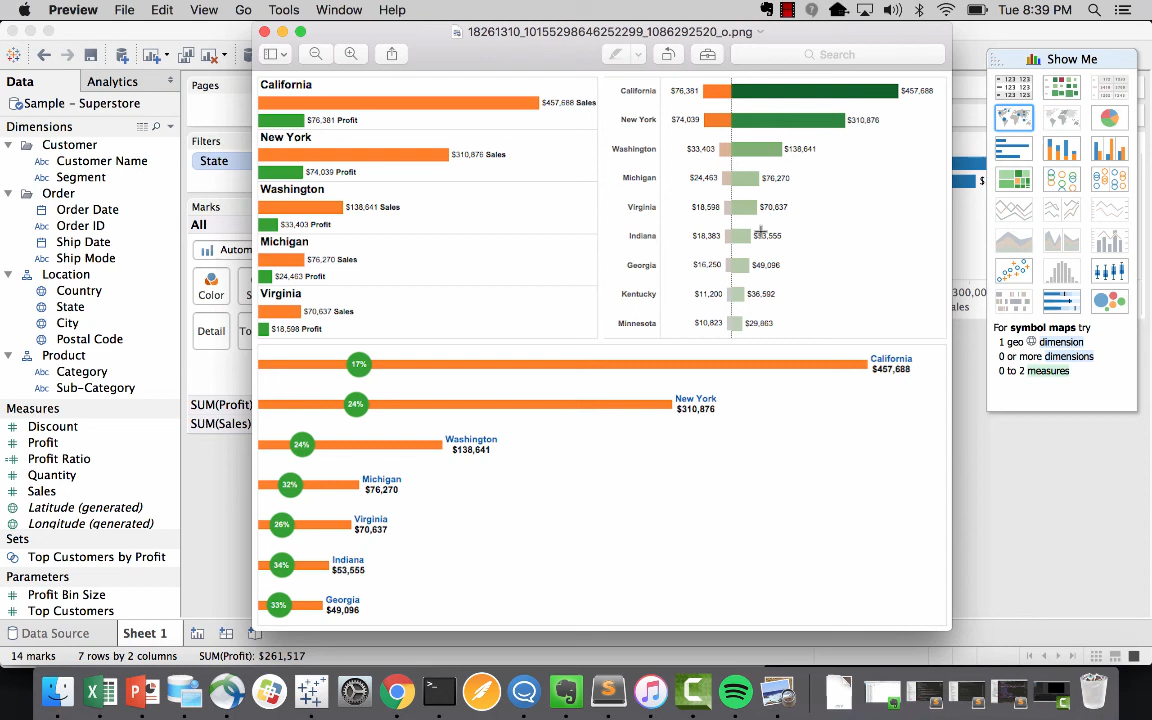 Preview File Edit View Go Tools Window Help Tue 8:39 PM
18261310_10155298646252299_1086292520_o.png
Search
Data Analytics
Sample - Superstore
Dimensions
Customer
Abc Customer Name
Abc Segment
Order
Order Date
Abc Order ID
Ship Date
Abc Ship Mode
Location
Country
State
City
Postal Code
Product
Abc Category
Abc Sub-Category
Measures
Discount
Profit
Profit Ratio
Quantity
Sales
Latitude (generated)
Longitude (generated)
Sets
Top Customers by Profit
Parameters
Profit Bin Size
Top Customers
Pages
Filters
State
Marks
All
Color
Detail
SUM(Profit)
SUM(Sales)
California
$457,688 Sales
$76,381 Profit
New York
$310,876 Sales
$74,039 Profit
Washington
$138,641 Sales
$33,403 Profit
Michigan
$76,270 Sales
$24,463 Profit
Virginia
$70,637 Sales
$18,598 Profit
California $76,381 $457,688
New York $74,039 $310,876
Washington $33,403 $138,641
Michigan $24,463 $76,270
Virginia $18,598 $70,637
Indiana $18,383 $53,555
Georgia $16,250 $49,096
Kentucky $11,200 $36,592
Minnesota $10,823 $29,863
17% California
$457,688
24% New York
$310,876
24% Washington
$138,641
32% Michigan
$76,270
26% Virginia
$70,637
34% Indiana
$53,555
33% Georgia
$49,096
Show Me
For symbol maps try
1 geo dimension
0 or more dimensions
0 to 2 measures
Data Source Sheet 1
14 marks 7 rows by 2 columns SUM(Profit): $261,517